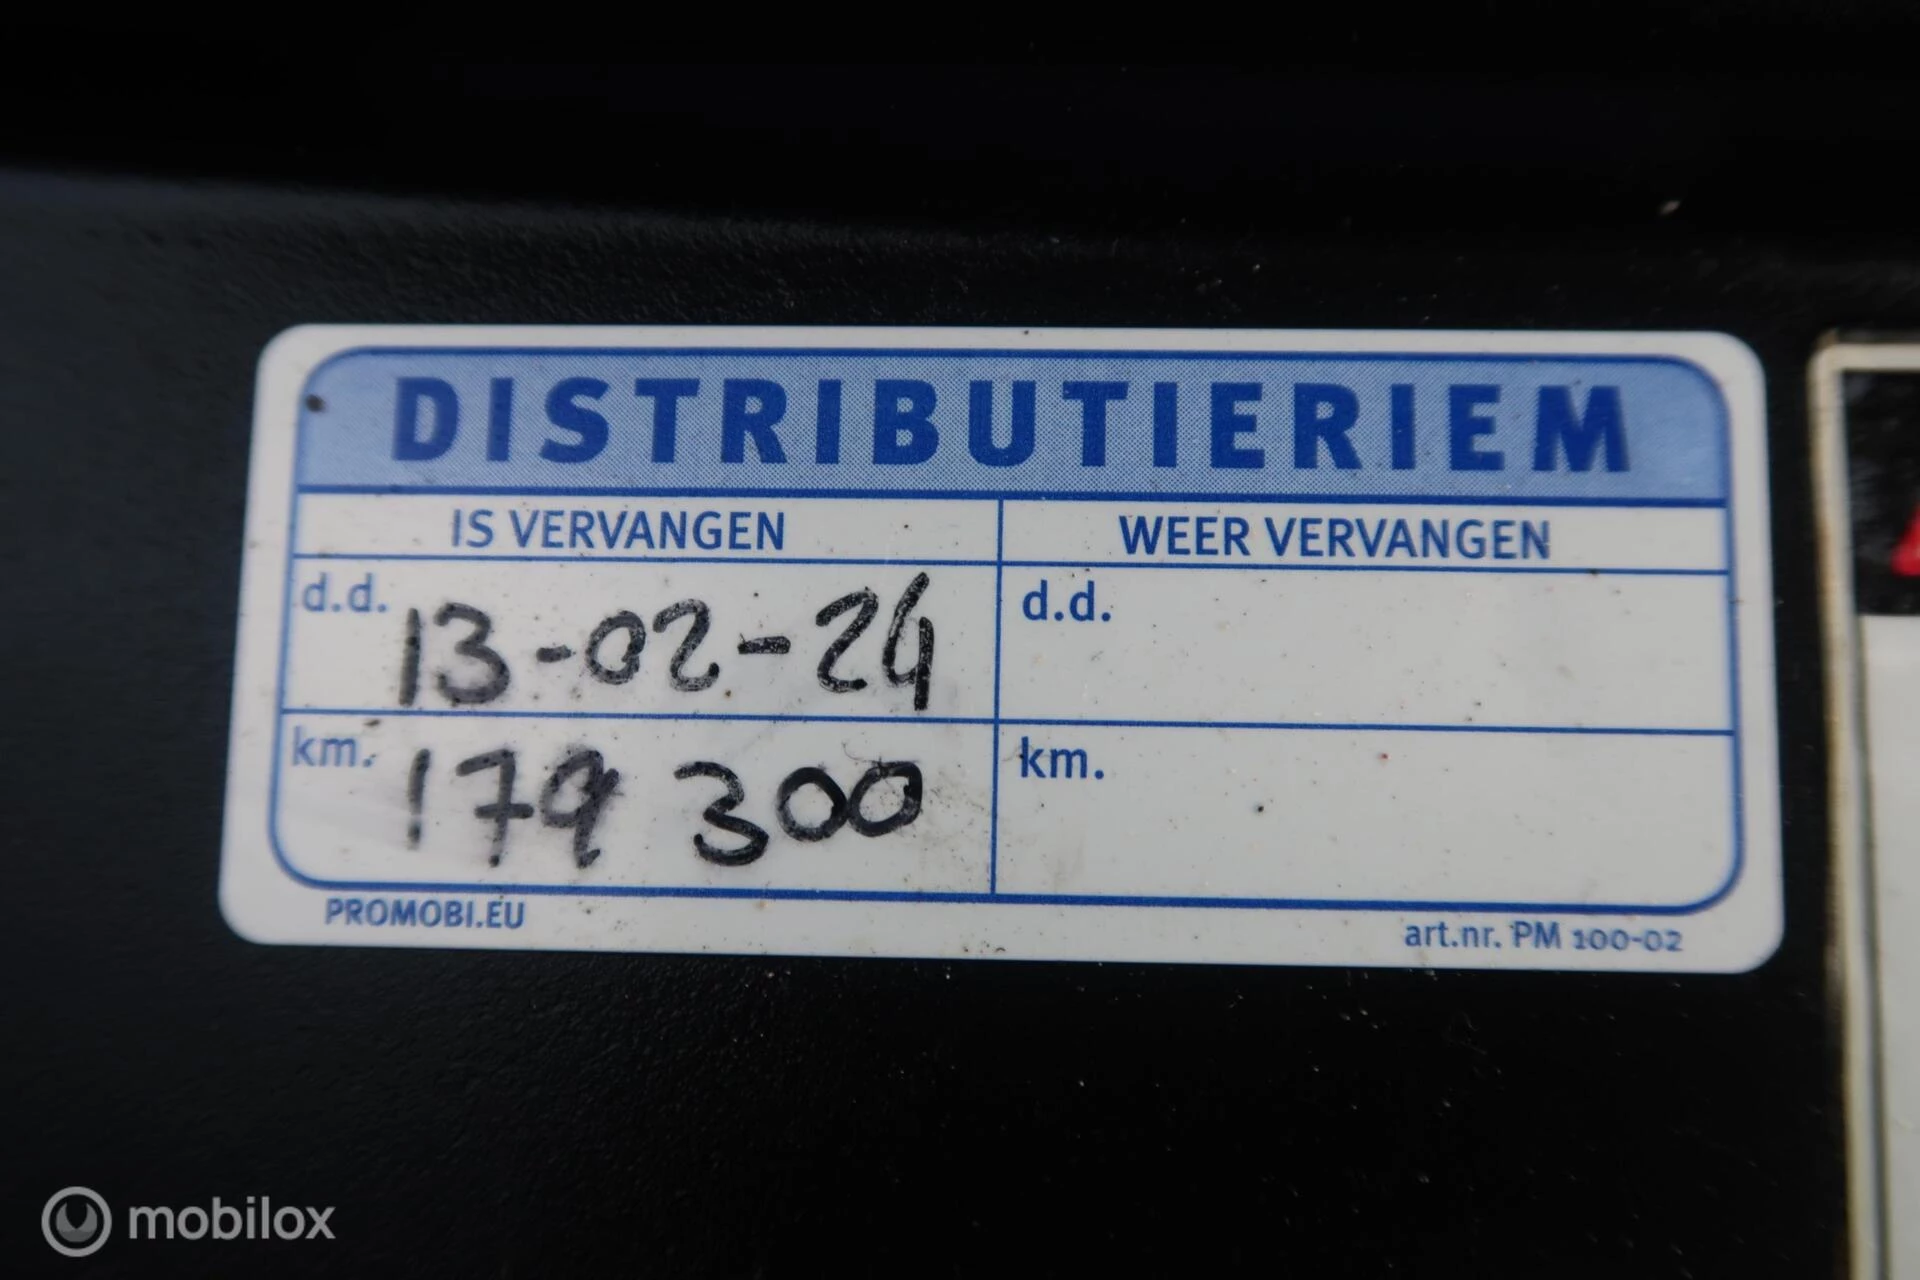 DISTRIBUTIERIEM
IS VERVANGEN
WEER VERVANGEN
d.d. 13-02-24
d.d.
km. 179 300
km.
PROMOBI.EU
art.nr. PM 100-02
mobilox